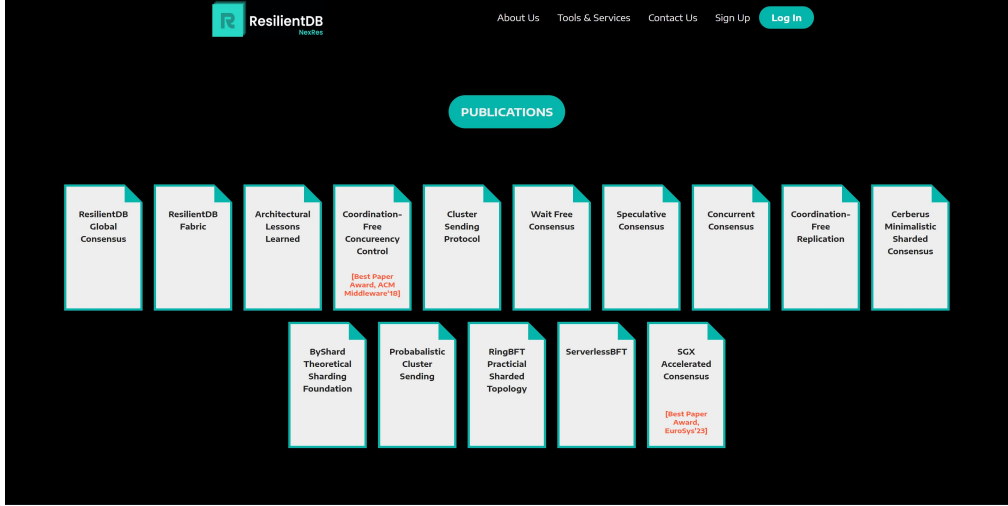 ResilientDB
NexRes
About Us Tools & Services Contact Us Sign Up Log In
PUBLICATIONS
ResilientDB
Global
Consensus
ResilientDB
Fabric
Architectural
Lessons
Learned
Coordination-
Free
Concureency
Control
[Best Paper
Award, ACM
Middleware'18]
Cluster
Sending
Protocol
Wait Free
Consensus
Speculative
Consensus
Concurrent
Consensus
Coordination-
Free
Replication
Cerberus
Minimalistic
Sharded
Consensus
ByShard
Theoretical
Sharding
Foundation
Probabalistic
Cluster
Sending
RingBFT
Practicial
Sharded
Topology
ServerlessBFT
SGX
Accelerated
Consensus
[Best Paper
Award,
EuroSys'23]